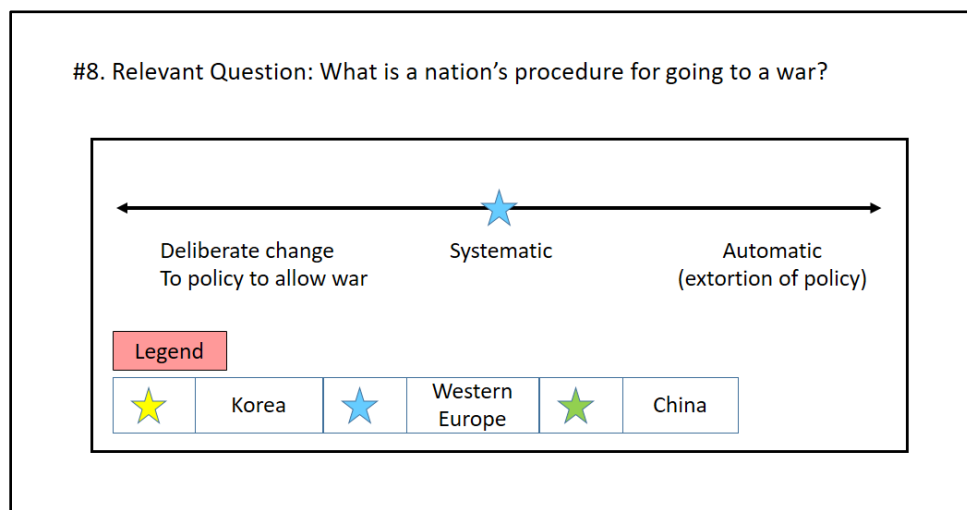 #8. Relevant Question: What is a nation's procedure for going to a war?
Deliberate change
To policy to allow war
Systematic
Automatic
(extortion of policy)
Legend
Korea
Western
Europe
China